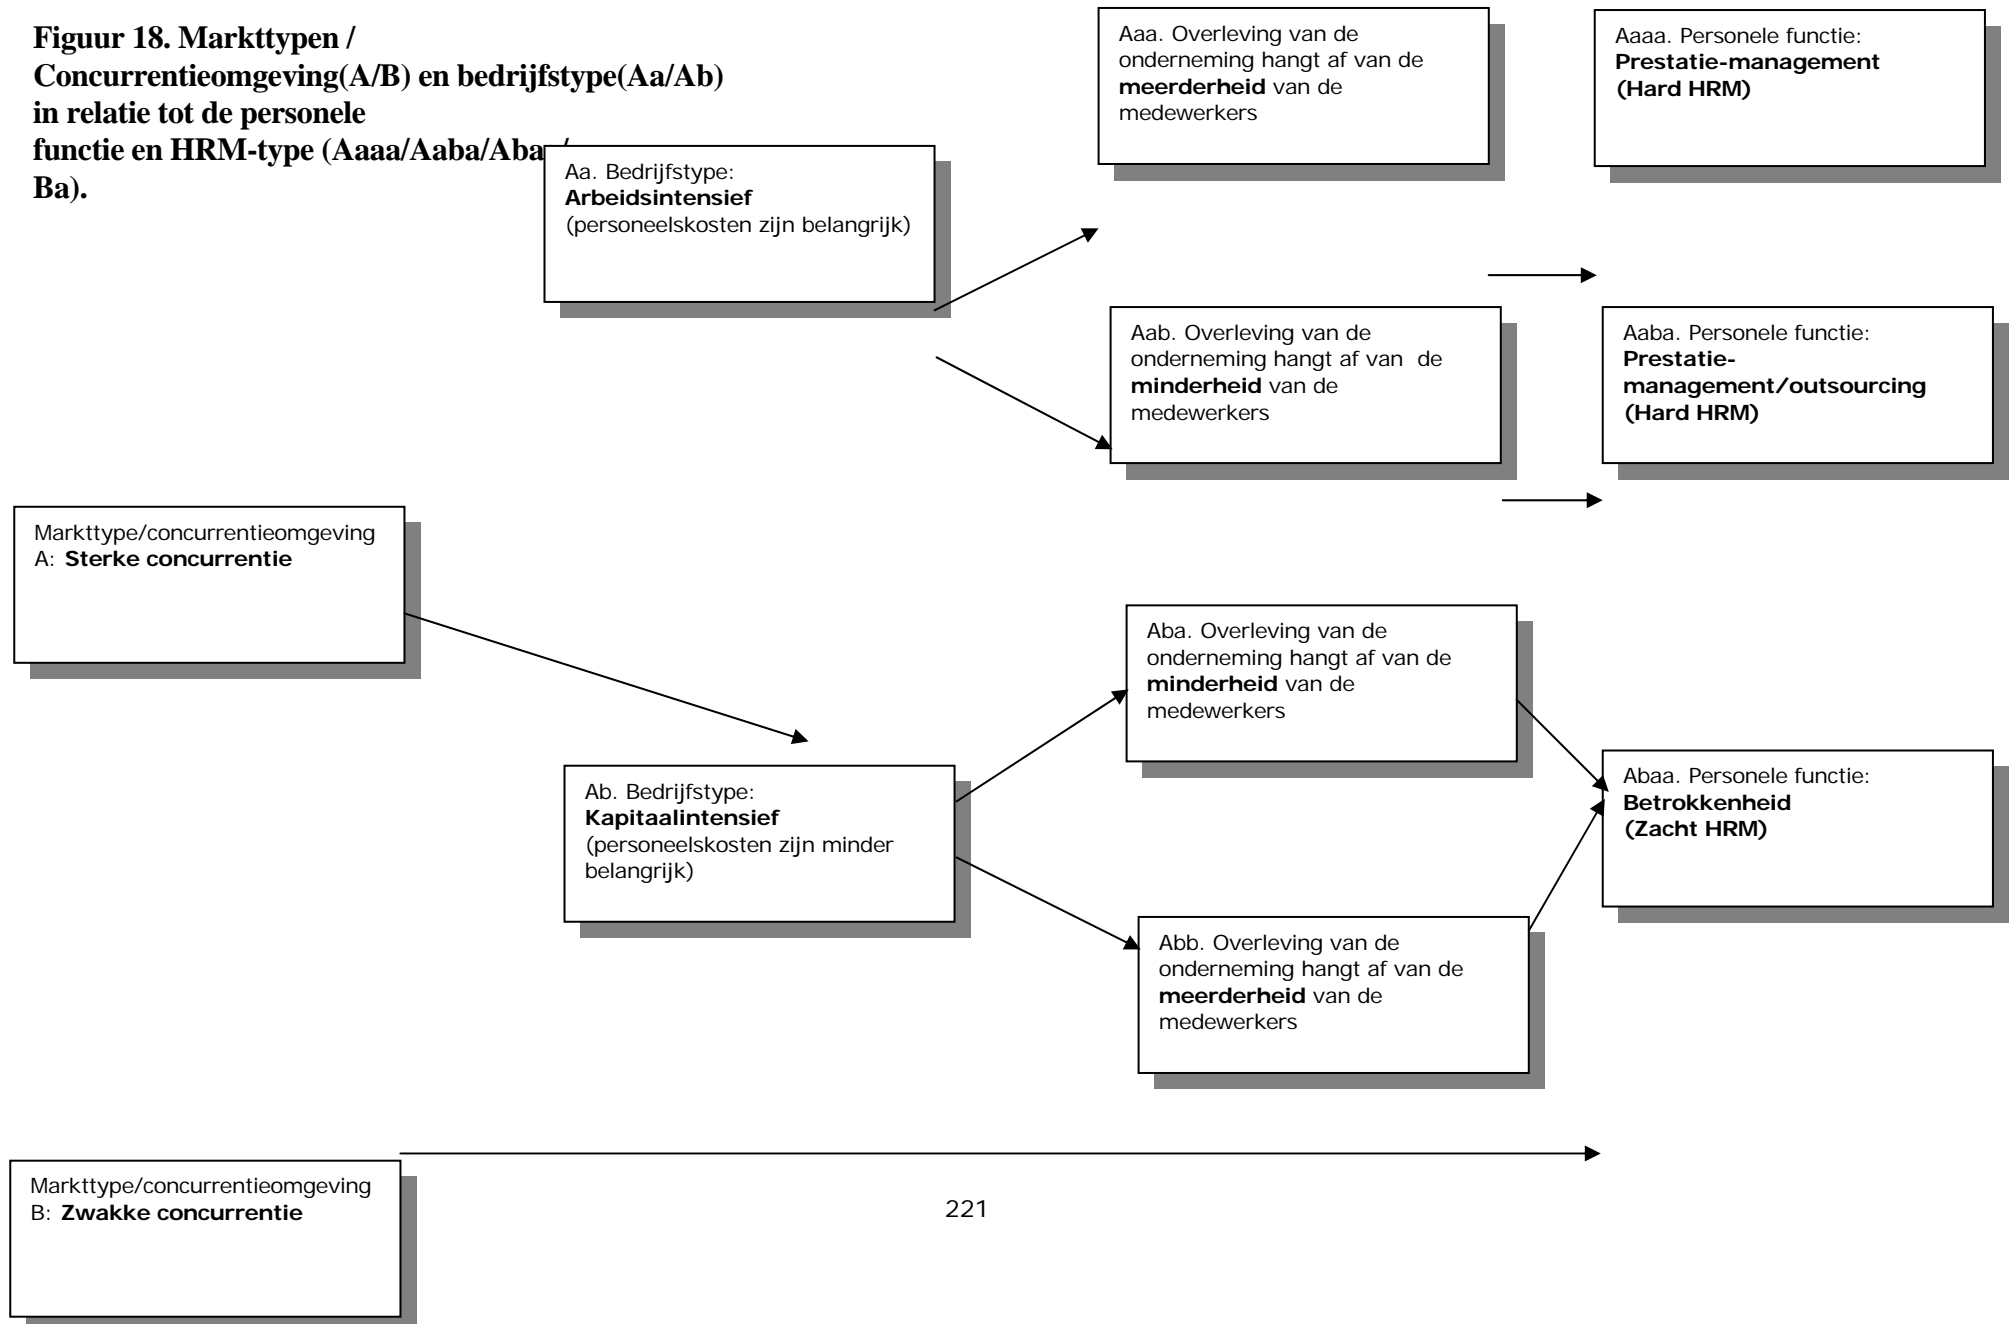 Figuur 18. Markttypen /
Concurrentieomgeving(A/B) en bedrijfstype(Aa/Ab)
in relatie tot de personele
functie en HRM-type (Aaaa/Aaba/Abaa/
Ba).
Aa. Bedrijfstype:
Arbeidsintensief
(personeelskosten zijn belangrijk)
Aaa. Overleving van de
onderneming hangt af van de
meerderheid van de
medewerkers
Aaaa. Personele functie:
Prestatie-management
(Hard HRM)
Aab. Overleving van de
onderneming hangt af van  de
minderheid van de
medewerkers
Aaba. Personele functie:
Prestatie-
management/outsourcing
(Hard HRM)
Markttype/concurrentieomgeving
A: Sterke concurrentie
Aba. Overleving van de
onderneming hangt af van de
minderheid van de
medewerkers
Ab. Bedrijfstype:
Kapitaalintensief
(personeelskosten zijn minder
belangrijk)
Abaa. Personele functie:
Betrokkenheid
(Zacht HRM)
Abb. Overleving van de
onderneming hangt af van de
meerderheid van de
medewerkers
Markttype/concurrentieomgeving
B: Zwakke concurrentie
221